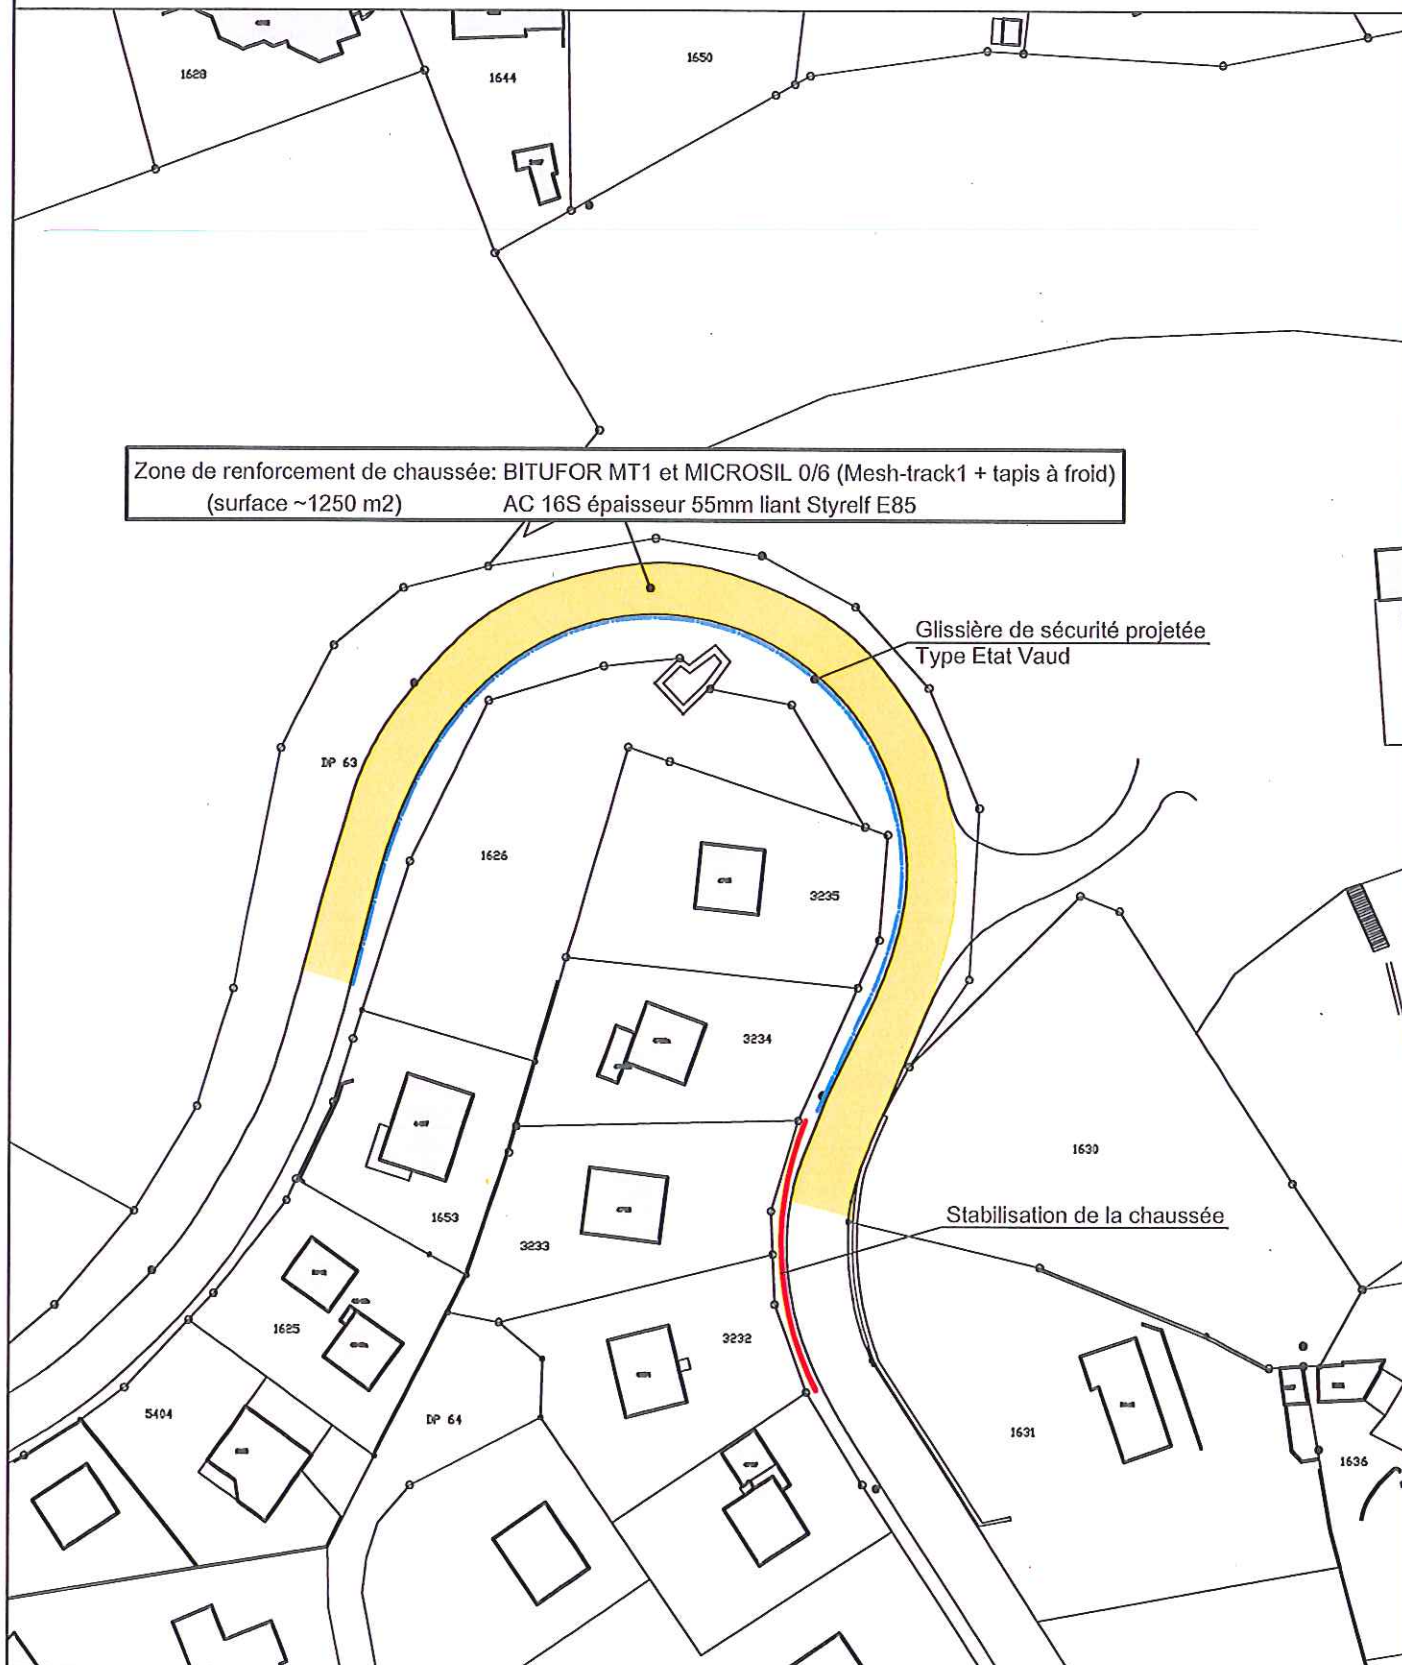 1628
1644
1650
Zone de renforcement de chaussée: BITUFOR MT1 et MICROSIL 0/6 (Mesh-track1 + tapis à froid)
(surface ~1250 m2) AC 16S épaisseur 55mm liant Styrelf E85
Glissière de sécurité projetée
Type Etat Vaud
DP 63
1626
3235
3234
1630
1653
3233
Stabilisation de la chaussée
1625
3232
5404
DP 64
1631
1636